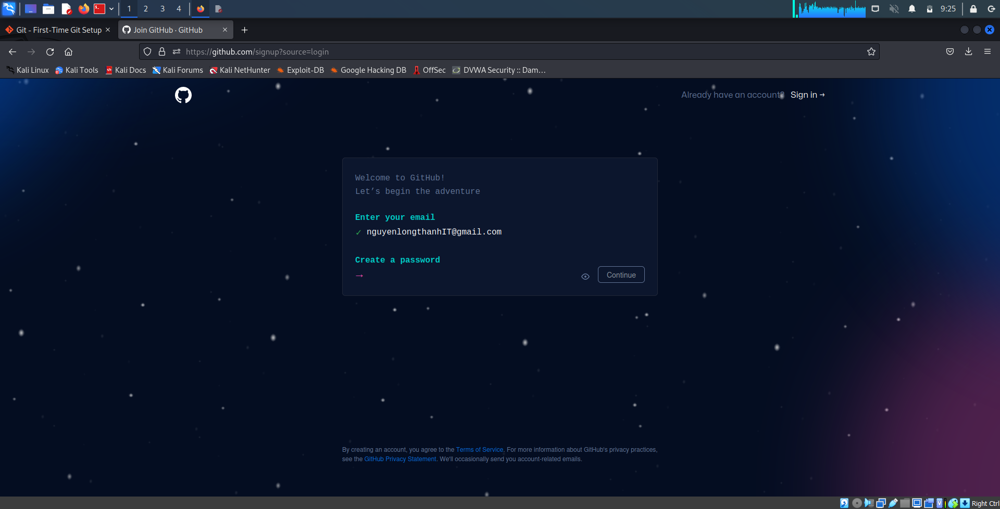 1 2 3 4 9:25
Git - First-Time Git Setup Join GitHub · GitHub
https://github.com/signup?source=login
Kali Linux Kali Tools Kali Docs Kali Forums Kali NetHunter Exploit-DB Google Hacking DB OffSec DVWA Security :: Dam…
Already have an account? Sign in →
Welcome to GitHub!
Let’s begin the adventure
Enter your email
✓ nguyenlongthanhIT@gmail.com
Create a password
→ Continue
By creating an account, you agree to the Terms of Service. For more information about GitHub's privacy practices,
see the GitHub Privacy Statement. We'll occasionally send you account-related emails.
Right Ctrl